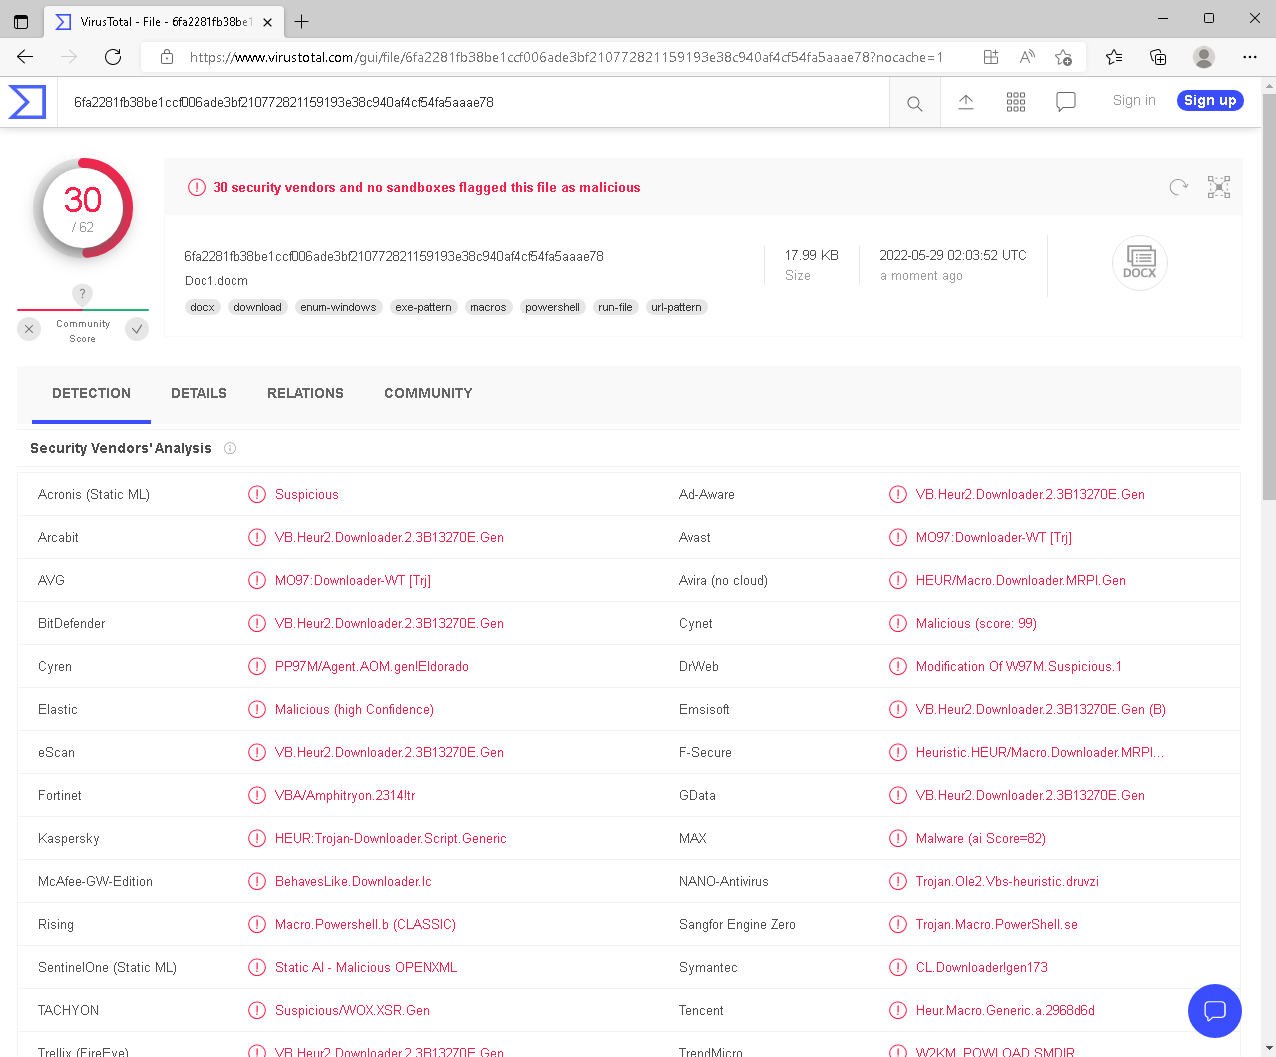 VirusTotal - File - 6fa2281fb38be1
https://www.virustotal.com/gui/file/6fa2281fb38be1ccf006ade3bf210772821159193e38c940af4cf54fa5aaae78?nocache=1
6fa2281fb38be1ccf006ade3bf210772821159193e38c940af4cf54fa5aaae78
Sign in
Sign up
30
/ 62
?
Community
Score
30 security vendors and no sandboxes flagged this file as malicious
6fa2281fb38be1ccf006ade3bf210772821159193e38c940af4cf54fa5aaae78
Doc1.docm
docx download enum-windows exe-pattern macros powershell run-file url-pattern
17.99 KB
Size
2022-05-29 02:03:52 UTC
a moment ago
DOCX
DETECTION DETAILS RELATIONS COMMUNITY
Security Vendors' Analysis
Acronis (Static ML) Suspicious Ad-Aware VB.Heur2.Downloader.2.3B13270E.Gen
Arcabit VB.Heur2.Downloader.2.3B13270E.Gen Avast MO97:Downloader-WT [Trj]
AVG MO97:Downloader-WT [Trj] Avira (no cloud) HEUR/Macro.Downloader.MRPI.Gen
BitDefender VB.Heur2.Downloader.2.3B13270E.Gen Cynet Malicious (score: 99)
Cyren PP97M/Agent.AOM.gen!Eldorado DrWeb Modification Of W97M.Suspicious.1
Elastic Malicious (high Confidence) Emsisoft VB.Heur2.Downloader.2.3B13270E.Gen (B)
eScan VB.Heur2.Downloader.2.3B13270E.Gen F-Secure Heuristic.HEUR/Macro.Downloader.MRPI...
Fortinet VBA/Amphitryon.2314!tr GData VB.Heur2.Downloader.2.3B13270E.Gen
Kaspersky HEUR:Trojan-Downloader.Script.Generic MAX Malware (ai Score=82)
McAfee-GW-Edition BehavesLike.Downloader.lc NANO-Antivirus Trojan.Ole2.Vbs-heuristic.druvzi
Rising Macro.Powershell.b (CLASSIC) Sangfor Engine Zero Trojan.Macro.PowerShell.se
SentinelOne (Static ML) Static AI - Malicious OPENXML Symantec CL.Downloader!gen173
TACHYON Suspicious/WOX.XSR.Gen Tencent Heur.Macro.Generic.a.2968d6d
Trellix (FireEye) VB.Heur2.Downloader.2.3B13270E.Gen TrendMicro W2KM_POWLOAD.SMDIR